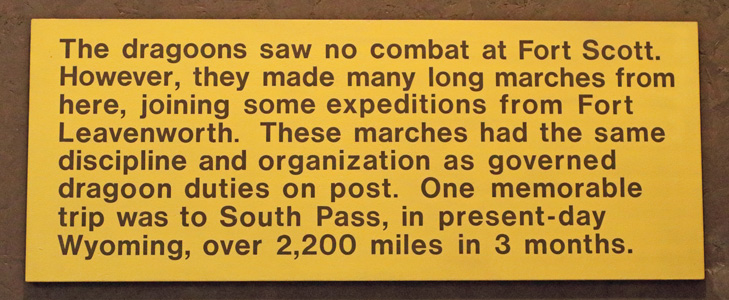 The dragoons saw no combat at Fort Scott.
However, they made many long marches from
here, joining some expeditions from Fort
Leavenworth.  These marches had the same
discipline and organization as governed
dragoon duties on post.  One memorable
trip was to South Pass, in present-day
Wyoming, over 2,200 miles in 3 months.